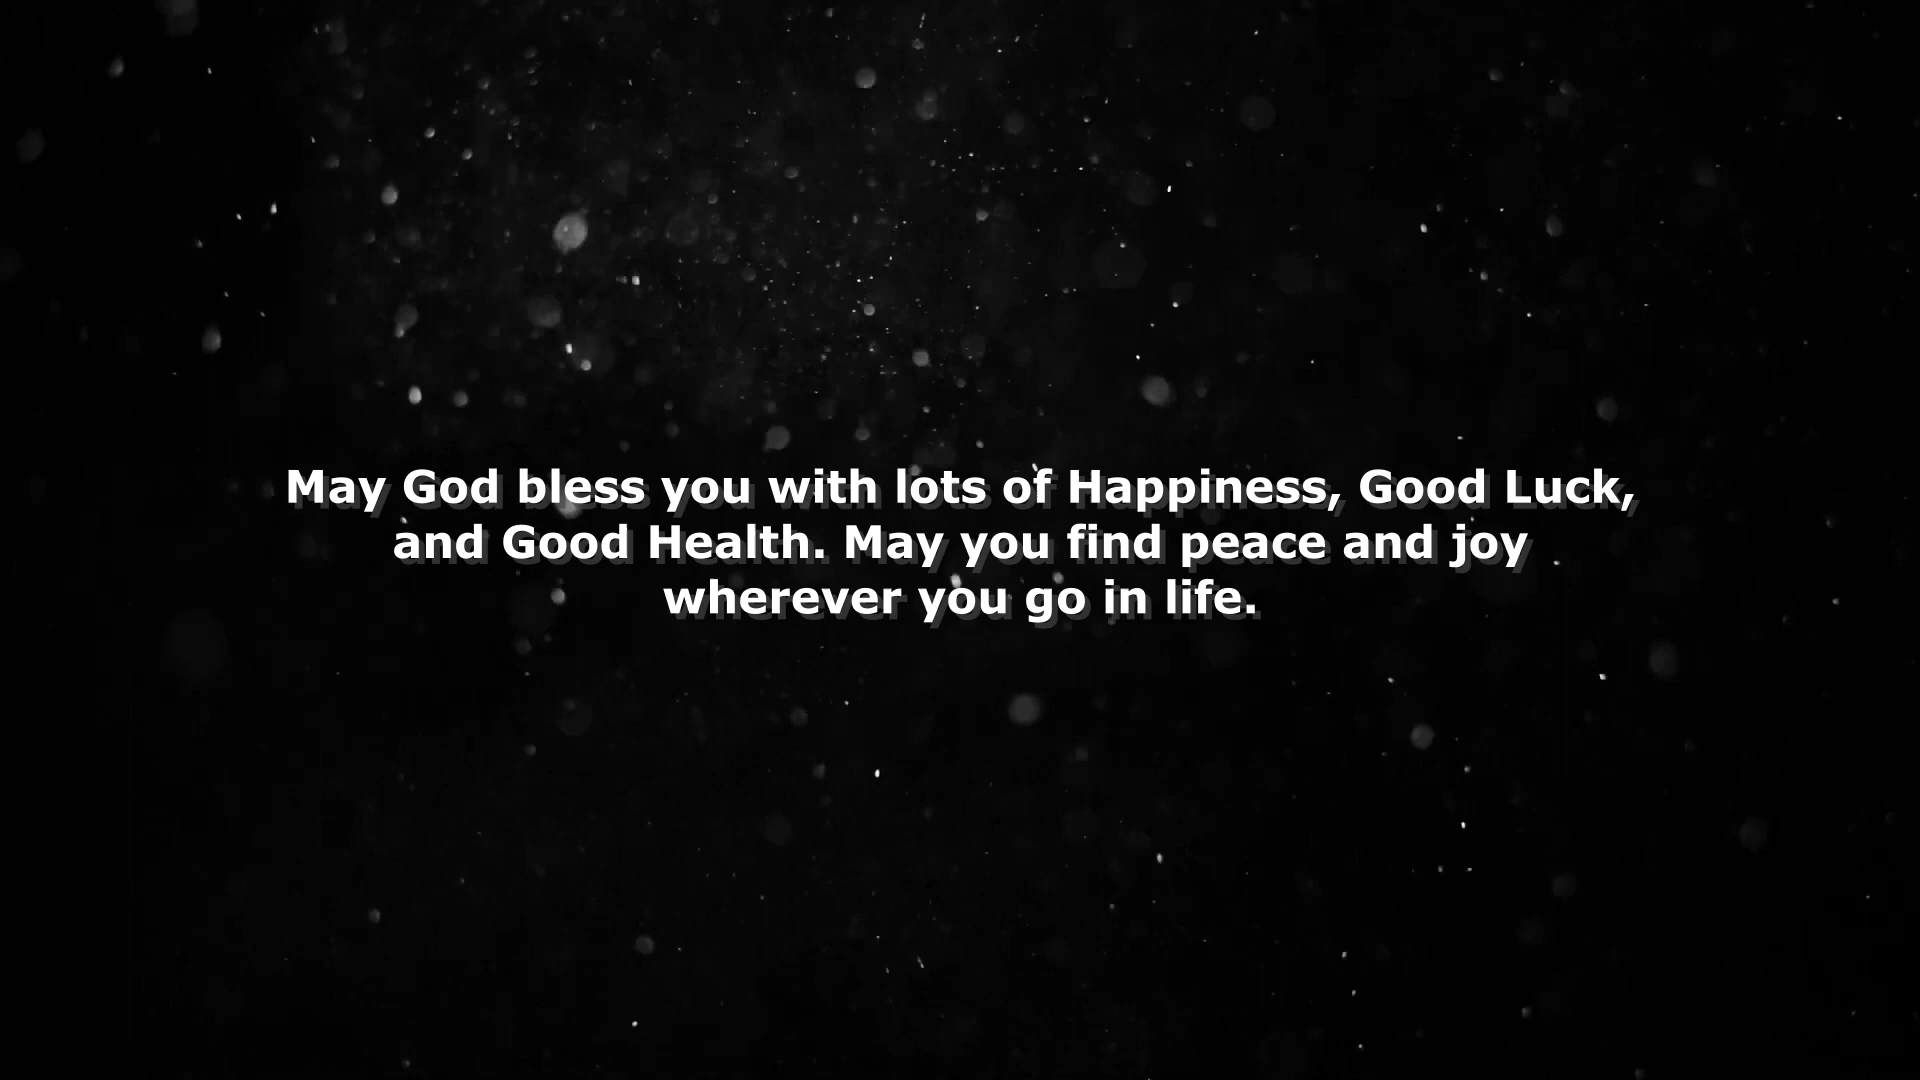 May God bless you with lots of Happiness, Good Luck,
and Good Health. May you find peace and joy
wherever you go in life.